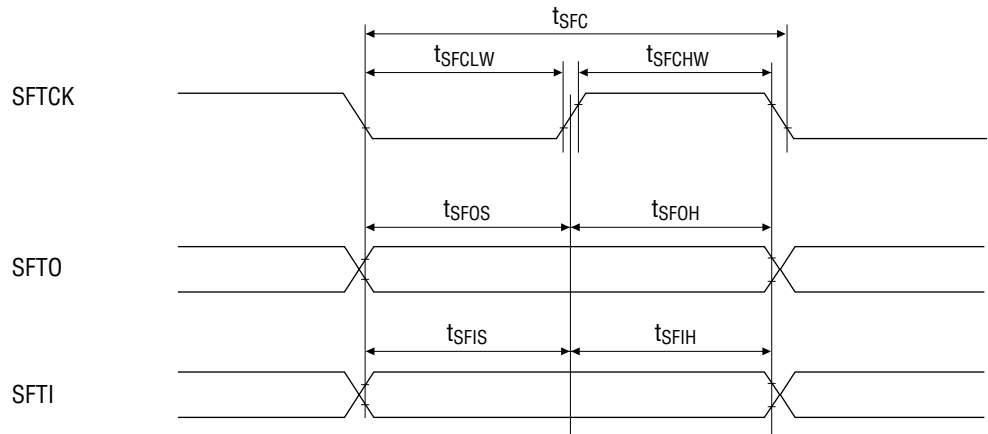 tSFC
tSFCLW tSFCHW
SFTCK
tSFOS tSFOH
SFTO
tSFIS tSFIH
SFTI